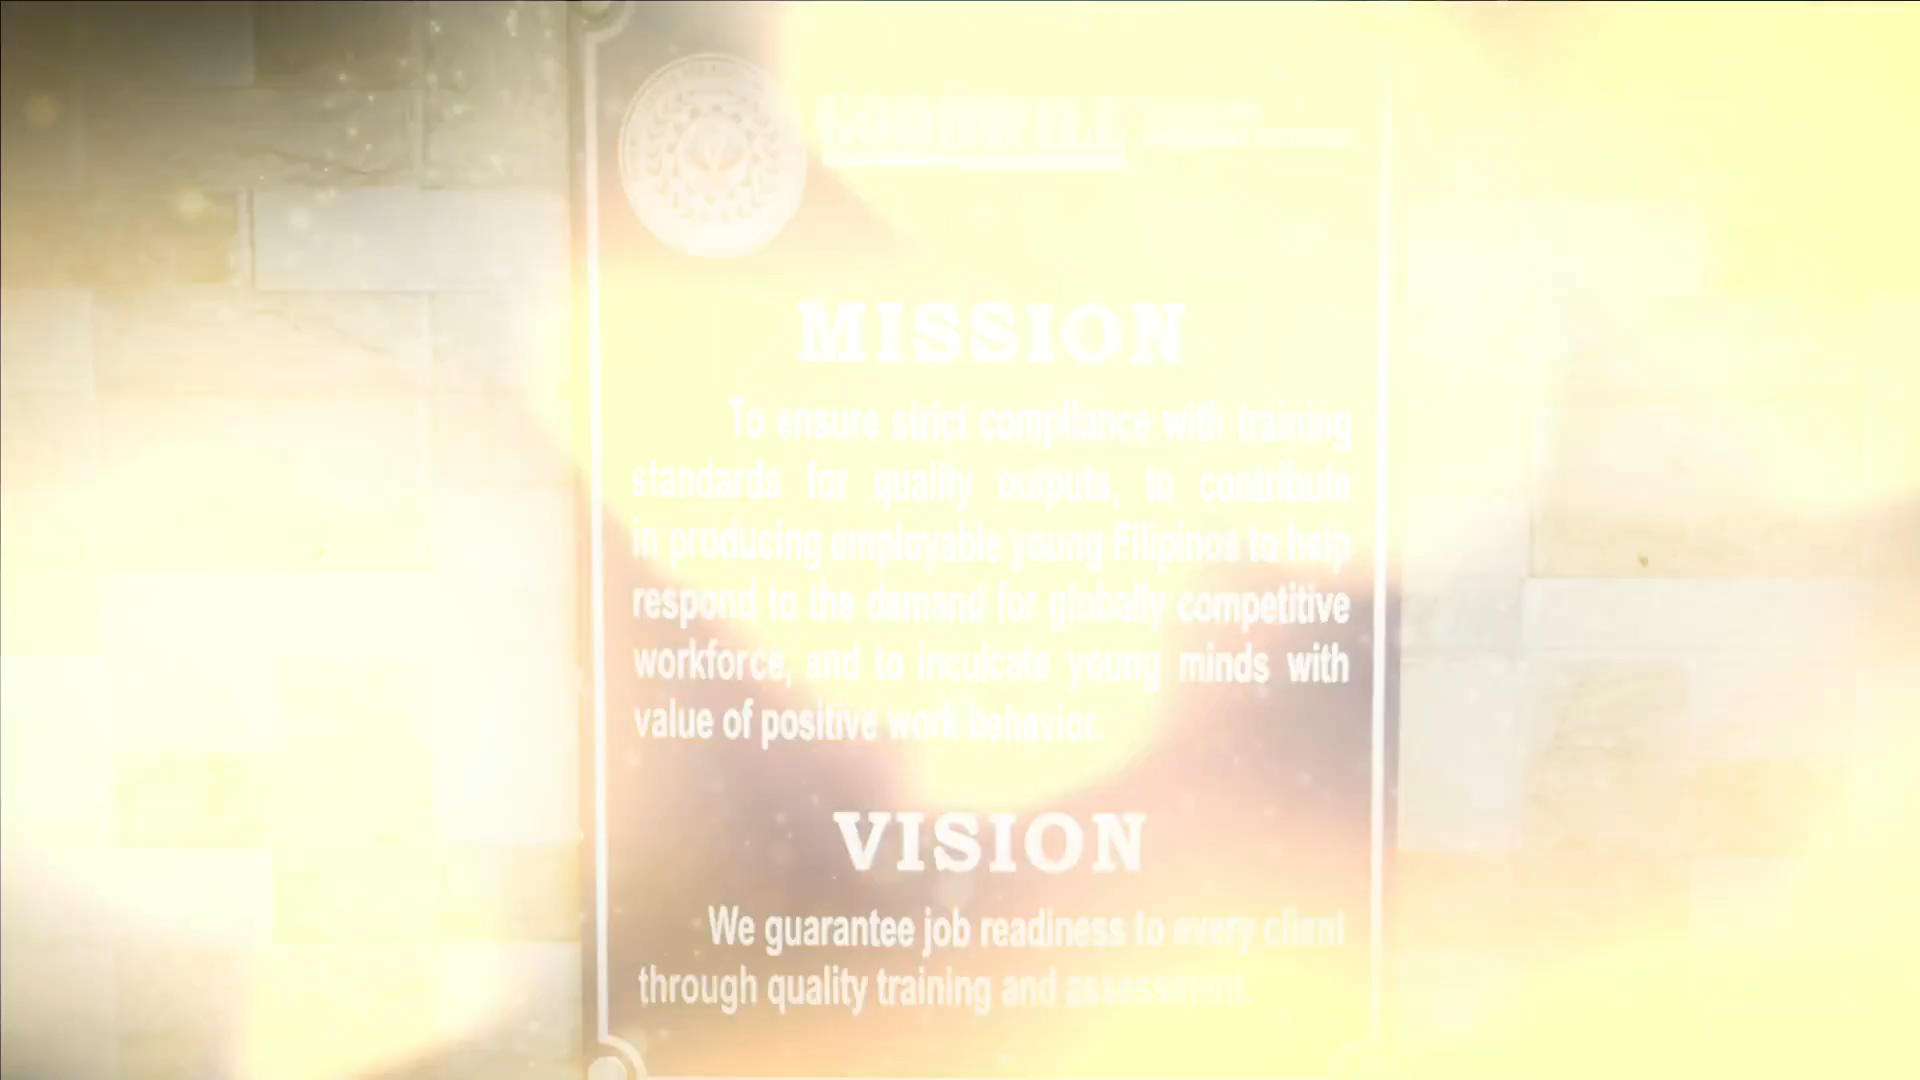 GOODWILL
MISSION
To ensure strict compliance with training
standards for quality outputs, to contribute
in producing employable young Filipinos to help
respond to the demand for globally competitive
workforce, and to inculcate young minds with
value of positive work behavior.
VISION
We guarantee job readiness to every client
through quality training and assessment.